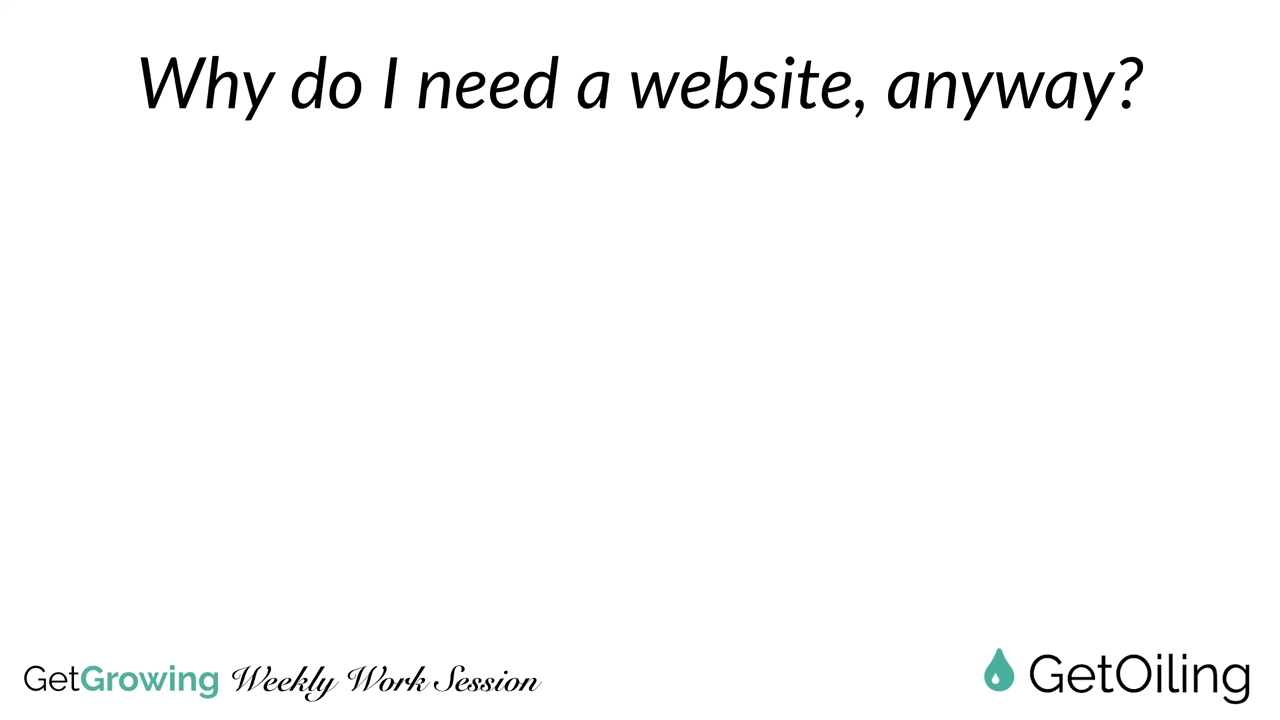 Why do I need a website, anyway?
GetGrowing Weekly Work Session
GetOiling